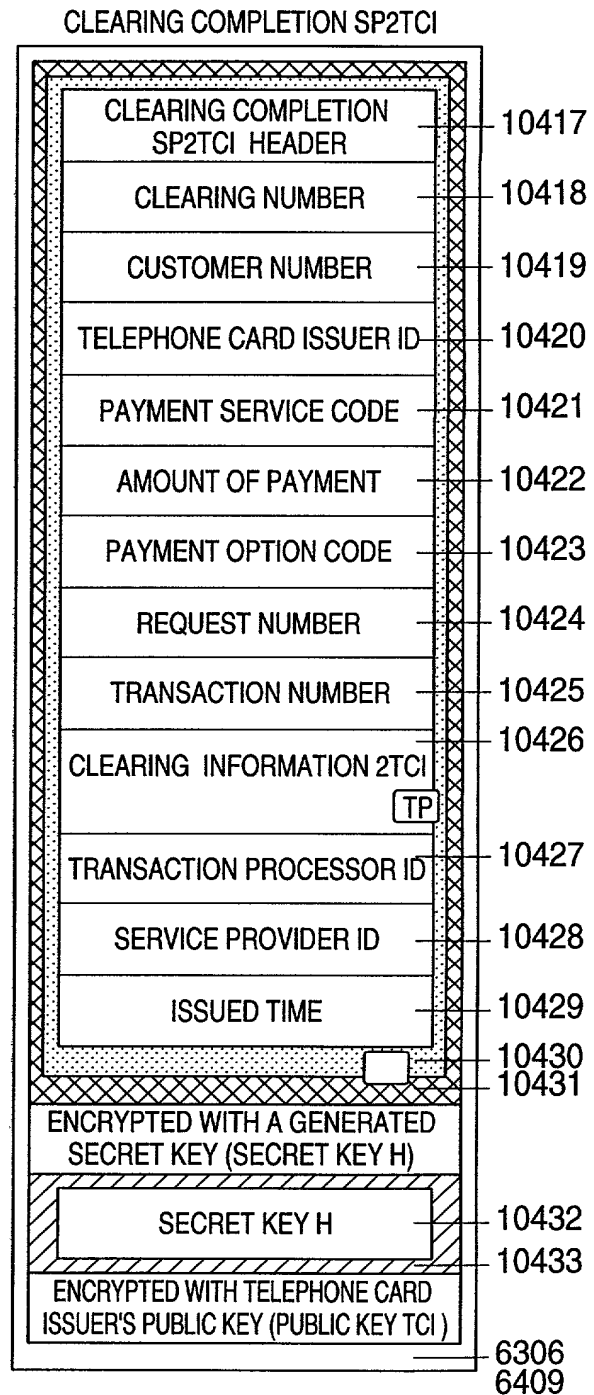 CLEARING COMPLETION SP2TCI
CLEARING COMPLETION
SP2TCI HEADER
10417
CLEARING NUMBER
10418
CUSTOMER NUMBER
10419
TELEPHONE CARD ISSUER ID
10420
PAYMENT SERVICE CODE
10421
AMOUNT OF PAYMENT
10422
PAYMENT OPTION CODE
10423
REQUEST NUMBER
10424
TRANSACTION NUMBER
10425
10426
CLEARING INFORMATION 2TCI
TP
TRANSACTION PROCESSOR ID
10427
SERVICE PROVIDER ID
10428
ISSUED TIME
10429
10430
10431
ENCRYPTED WITH A GENERATED
SECRET KEY (SECRET KEY H)
SECRET KEY H
10432
10433
ENCRYPTED WITH TELEPHONE CARD
ISSUER'S PUBLIC KEY (PUBLIC KEY TCI )
6306
6409